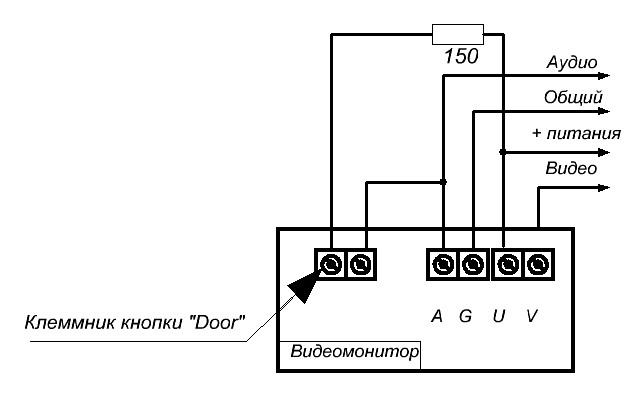 150
Аудио
Общий
+ питания
Видео
A G U V
Клеммник кнопки "Door"
Видеомонитор